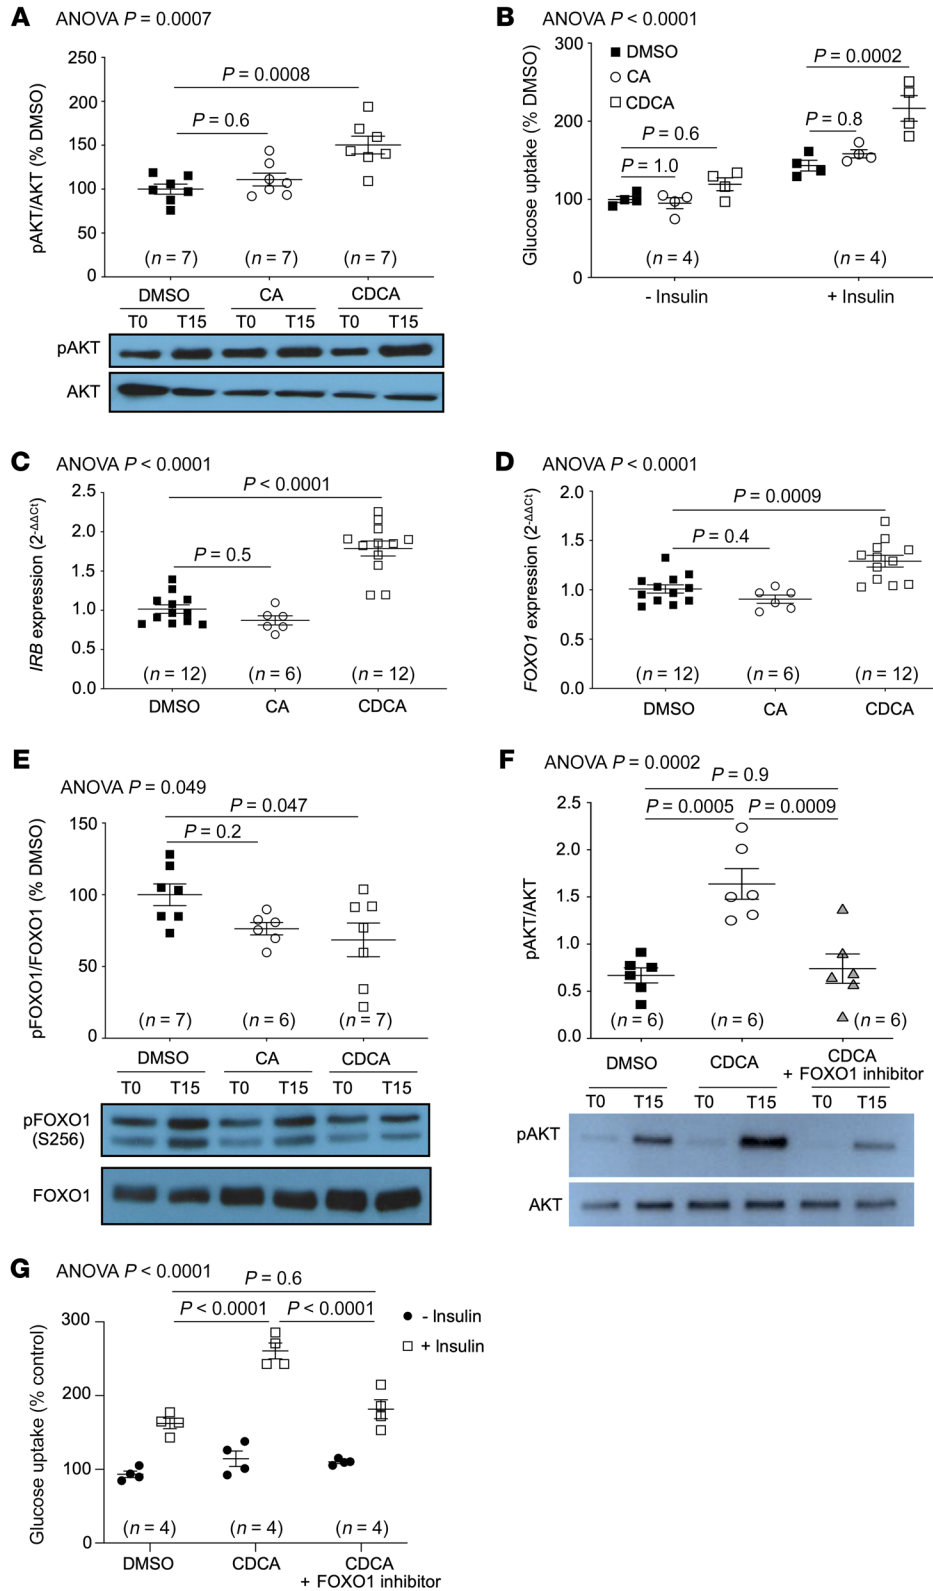 A
ANOVA P = 0.0007
250
200
150
100
50
0
pAKT/AKT (% DMSO)
P = 0.0008
P = 0.6
(n = 7)
(n = 7)
(n = 7)
DMSO
CA
CDCA
T0
T15
T0
T15
T0
T15
pAKT
AKT
B
ANOVA P < 0.0001
300
200
100
0
Glucose uptake (% DMSO)
DMSO
CA
CDCA
P = 0.6
P = 1.0
P = 0.0002
P = 0.8
(n = 4)
(n = 4)
- Insulin
+ Insulin
C
ANOVA P < 0.0001
2.5
2.0
1.5
1.0
0.5
0.0
IRB expression (2-ΔΔCt)
P < 0.0001
P = 0.5
(n = 12)
(n = 6)
(n = 12)
DMSO
CA
CDCA
D
ANOVA P < 0.0001
2.0
1.5
1.0
0.5
0.0
FOXO1 expression (2-ΔΔCt)
P = 0.0009
P = 0.4
(n = 12)
(n = 6)
(n = 12)
DMSO
CA
CDCA
E
ANOVA P = 0.049
150
100
50
0
pFOXO1/FOXO1 (% DMSO)
P = 0.047
P = 0.2
(n = 7)
(n = 6)
(n = 7)
DMSO
CA
CDCA
T0
T15
T0
T15
T0
T15
pFOXO1
(S256)
FOXO1
F
ANOVA P = 0.0002
P = 0.9
P = 0.0005
P = 0.0009
2.5
2.0
1.5
1.0
0.5
0.0
pAKT/AKT
(n = 6)
(n = 6)
(n = 6)
DMSO
CDCA
CDCA
+ FOXO1 inhibitor
T0
T15
T0
T15
T0
T15
pAKT
AKT
G
ANOVA P < 0.0001
P = 0.6
P < 0.0001
P < 0.0001
300
200
100
0
Glucose uptake (% control)
- Insulin
+ Insulin
(n = 4)
(n = 4)
(n = 4)
DMSO
CDCA
CDCA
+ FOXO1 inhibitor